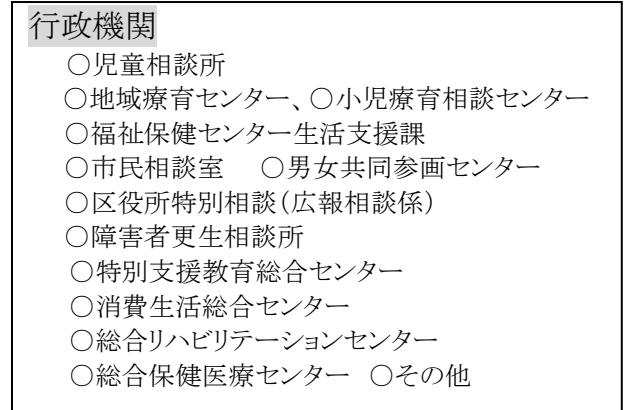 行政機関
○児童相談所
○地域療育センター、○小児療育相談センター
○福祉保健センター生活支援課
○市民相談室　○男女共同参画センター
○区役所特別相談（広報相談係）
○障害者更生相談所
○特別支援教育総合センター
○消費生活総合センター
○総合リハビリテーションセンター
○総合保健医療センター　○その他